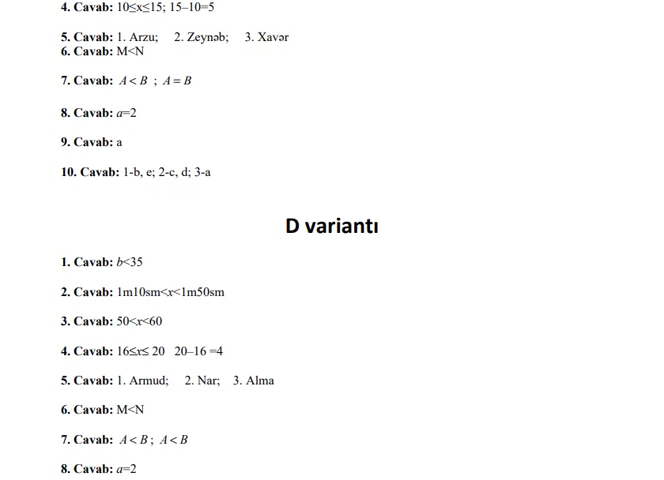 4. Cavab: 10≤x≤15; 15–10=5
5. Cavab: 1. Arzu; 2. Zeynəb; 3. Xavər
6. Cavab: M<N
7. Cavab: A < B ; A = B
8. Cavab: a=2
9. Cavab: a
10. Cavab: 1-b, e; 2-c, d; 3-a
D variantı
1. Cavab: b<35
2. Cavab: 1m10sm<x<1m50sm
3. Cavab: 50<x<60
4. Cavab: 16≤x≤ 20 20–16 =4
5. Cavab: 1. Armud; 2. Nar; 3. Alma
6. Cavab: M<N
7. Cavab: A < B ; A < B
8. Cavab: a=2